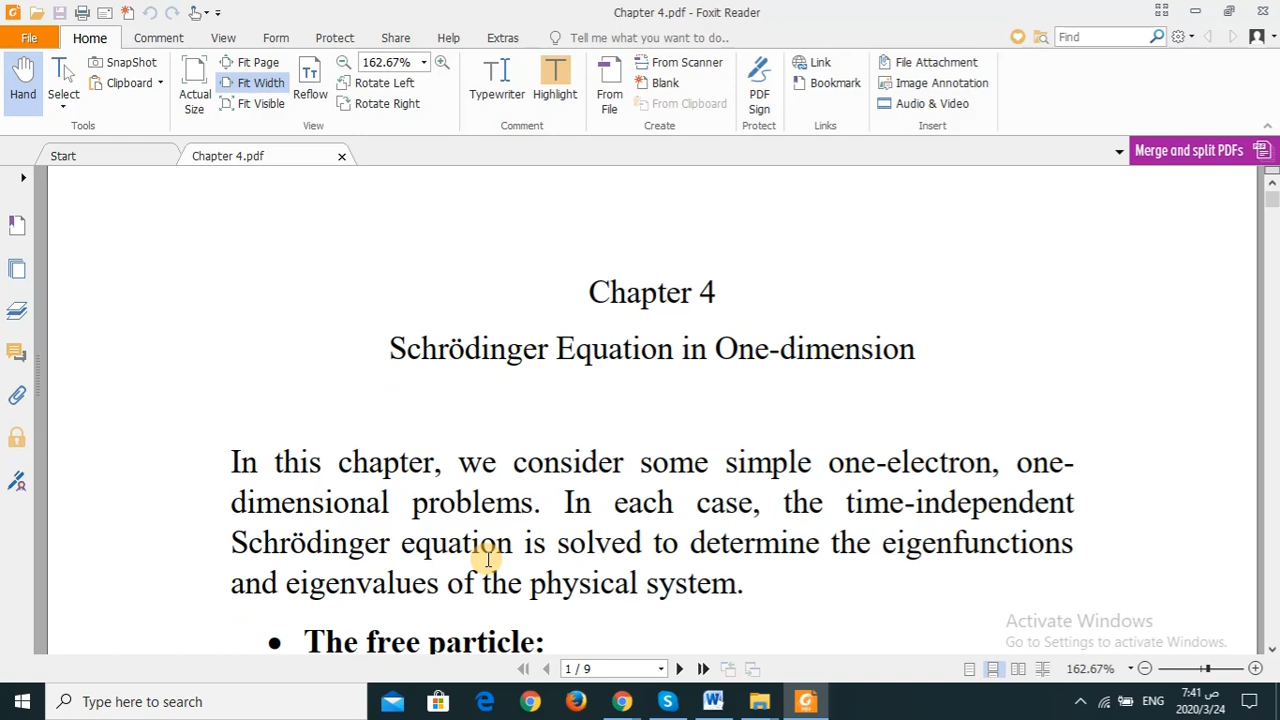 Chapter 4.pdf - Foxit Reader
File Home Comment View Form Protect Share Help Extras Tell me what you want to do.. Find
Hand
Select
SnapShot
Clipboard
Tools
Actual Size
Fit Page
Fit Width
Fit Visible
Reflow
162.67%
Rotate Left
Rotate Right
View
Typewriter
Highlight
Comment
From File
From Scanner
Blank
From Clipboard
Create
PDF Sign
Protect
Link
Bookmark
Links
File Attachment
Image Annotation
Audio & Video
Insert
Start
Chapter 4.pdf
Merge and split PDFs
Chapter 4
Schrödinger Equation in One-dimension
In this chapter, we consider some simple one-electron, one-
dimensional problems. In each case, the time-independent
Schrödinger equation is solved to determine the eigenfunctions
and eigenvalues of the physical system.
• The free particle:
Activate Windows
Go to Settings to activate Windows.
1 / 9
162.67%
Type here to search
ENG
7:41 ص
2020/3/24